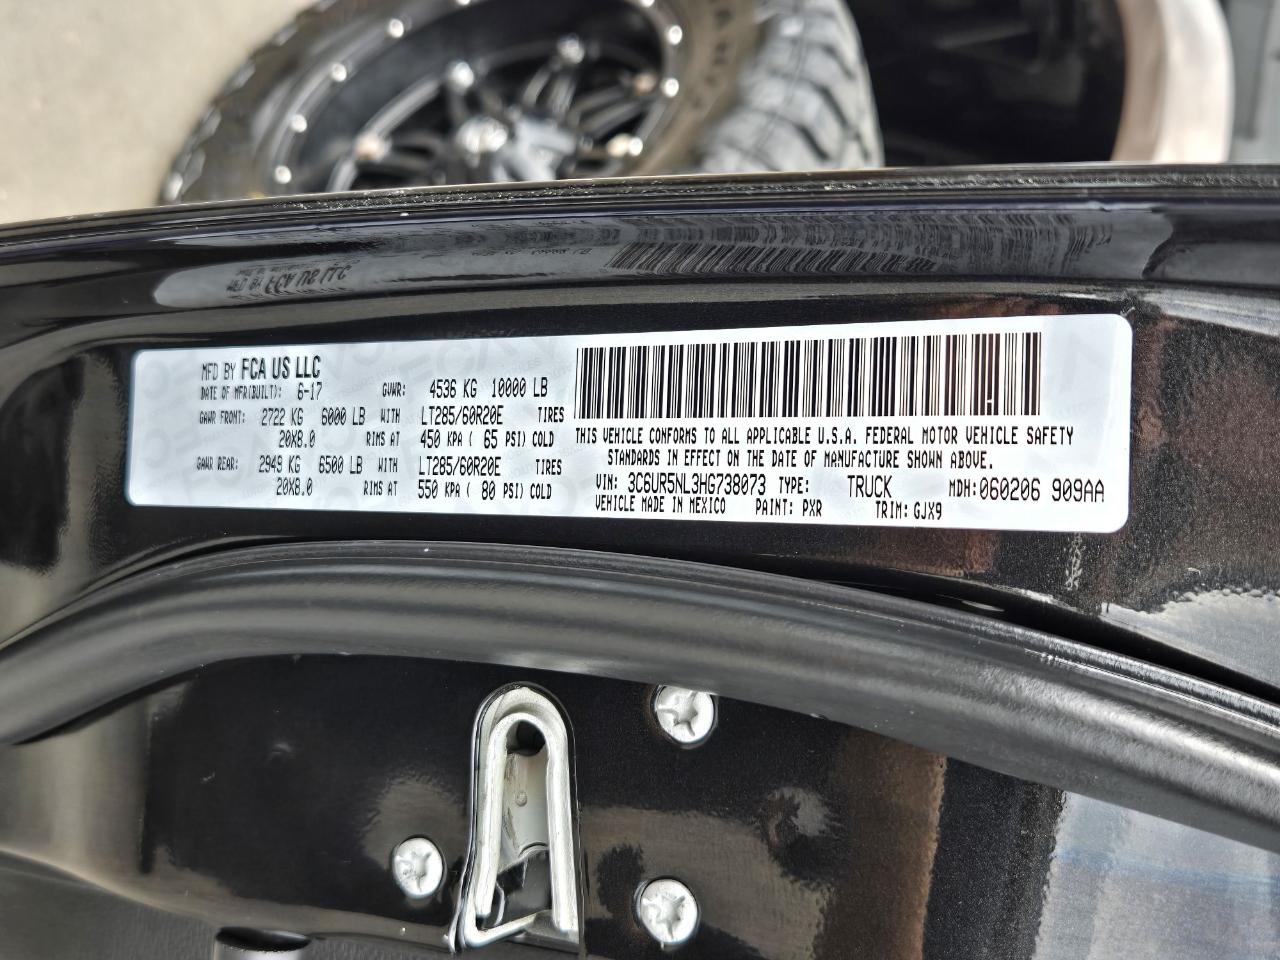 MFD BY FCA US LLC
DATE OF MFR(BUILT): 6-17 GVWR: 4536 KG 10000 LB
GAWR FRONT: 2722 KG 6000 LB WITH LT285/60R20E TIRES
20X8.0 RIMS AT 450 KPA ( 65 PSI) COLD
GAWR REAR: 2949 KG 6500 LB WITH LT285/60R20E TIRES
20X8.0 RIMS AT 550 KPA ( 80 PSI) COLD
THIS VEHICLE CONFORMS TO ALL APPLICABLE U.S.A. FEDERAL MOTOR VEHICLE SAFETY
STANDARDS IN EFFECT ON THE DATE OF MANUFACTURE SHOWN ABOVE.
VIN: 3C6UR5NL3HG738073 TYPE: TRUCK MDH: 060206 909AA
VEHICLE MADE IN MEXICO PAINT: PXR TRIM: GJX9